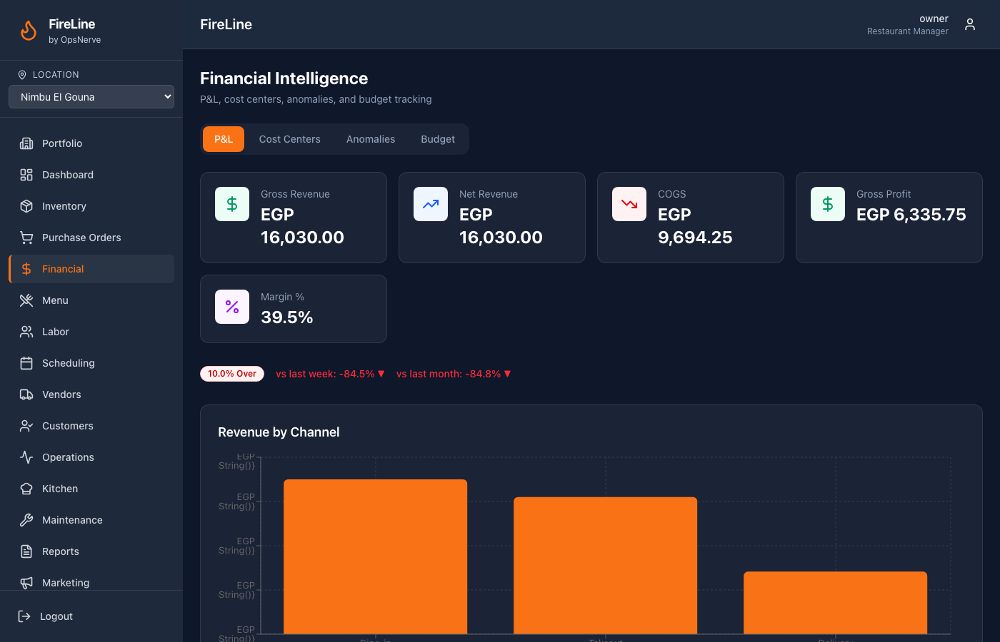 FireLine
by OpsNerve
LOCATION
Nimbu El Gouna
Portfolio
Dashboard
Inventory
Purchase Orders
Financial
Menu
Labor
Scheduling
Vendors
Customers
Operations
Kitchen
Maintenance
Reports
Marketing
Logout
FireLine
owner
Restaurant Manager
Financial Intelligence
P&L, cost centers, anomalies, and budget tracking
P&L
Cost Centers
Anomalies
Budget
Gross Revenue
EGP
16,030.00
Net Revenue
EGP
16,030.00
COGS
EGP
9,694.25
Gross Profit
EGP 6,335.75
Margin %
39.5%
10.0% Over
vs last week: -84.5% ▼
vs last month: -84.8% ▼
Revenue by Channel
EGP
String()}
EGP
String()}
EGP
String()}
EGP
String()}
EGP
String()}
Dine-in
Takeout
Delivery